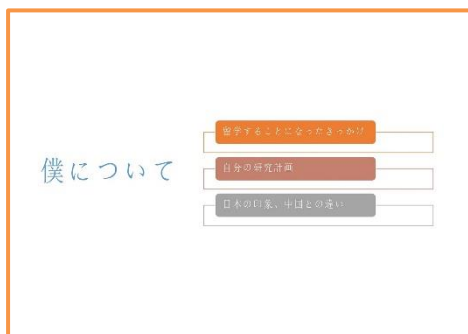 僕について
留学することになったきっかけ
自分の研究計画
日本の印象、中国との違い